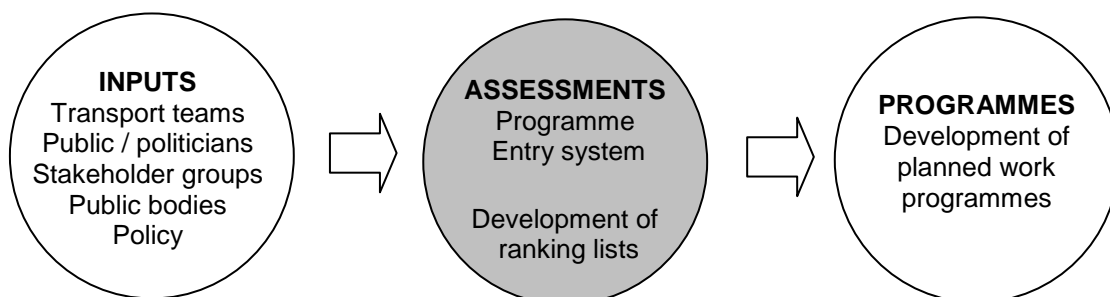 INPUTS
Transport teams
Public / politicians
Stakeholder groups
Public bodies
Policy
ASSESSMENTS
Programme
Entry system
Development of
ranking lists
PROGRAMMES
Development of
planned work
programmes